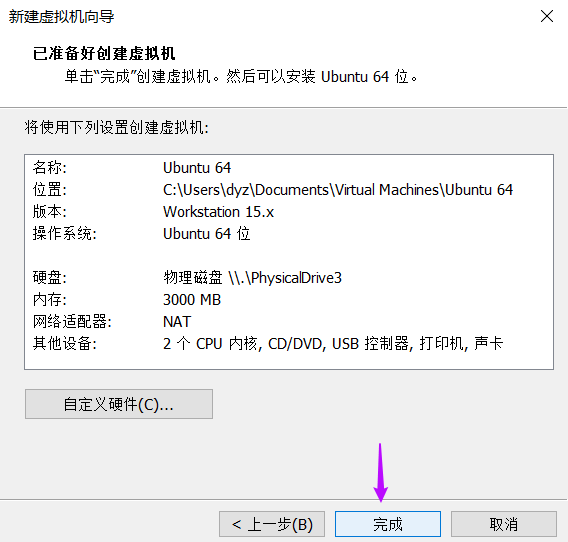 新建虚拟机向导
已准备好创建虚拟机
单击“完成”创建虚拟机。然后可以安装 Ubuntu 64 位。
将使用下列设置创建虚拟机:
名称: Ubuntu 64
位置: C:\Users\dyz\Documents\Virtual Machines\Ubuntu 64
版本: Workstation 15.x
操作系统: Ubuntu 64 位
硬盘: 物理磁盘 \\.\PhysicalDrive3
内存: 3000 MB
网络适配器: NAT
其他设备: 2 个 CPU 内核, CD/DVD, USB 控制器, 打印机, 声卡
自定义硬件(C)...
< 上一步(B) 完成 取消